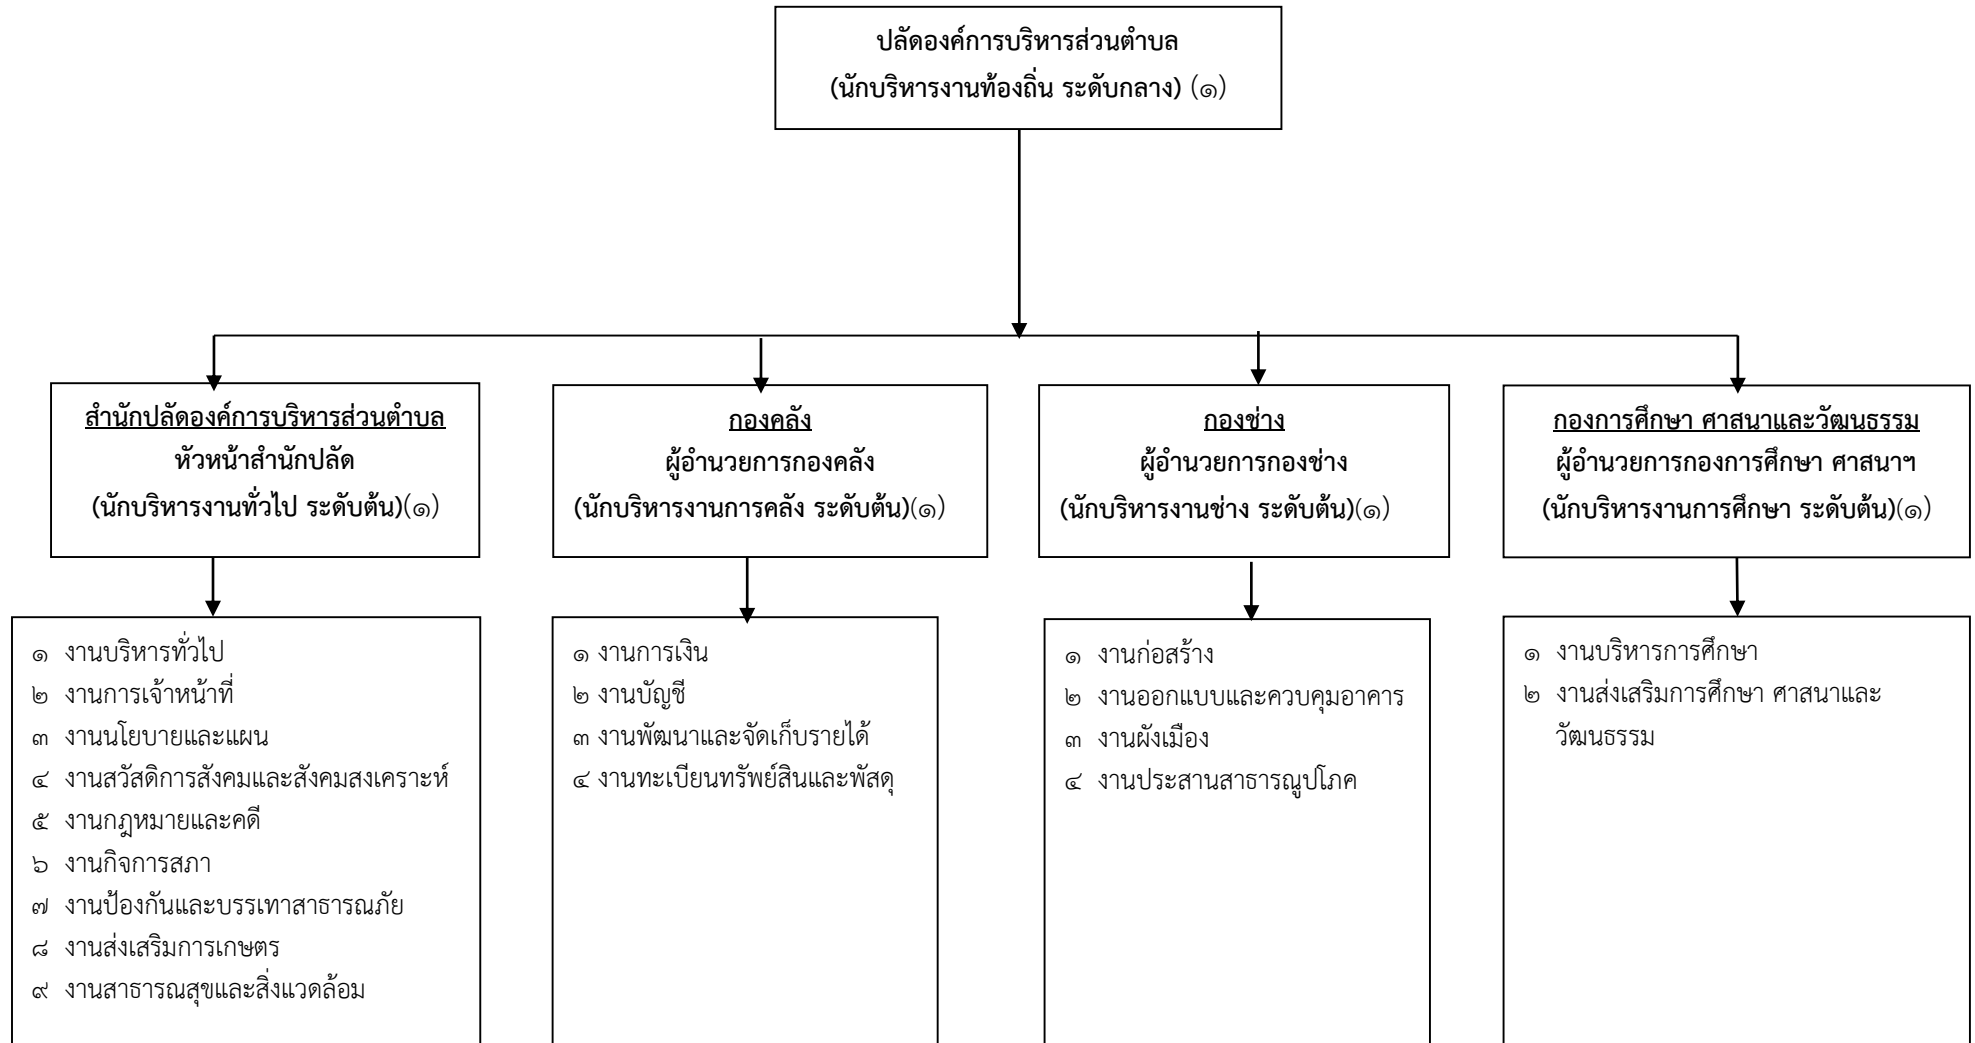 ปลัดองค์การบริหารส่วนตำบล
(นักบริหารงานท้องถิ่น ระดับกลาง) (๑)
สำนักปลัดองค์การบริหารส่วนตำบล
หัวหน้าสำนักปลัด
(นักบริหารงานทั่วไป ระดับต้น)(๑)
กองคลัง
ผู้อำนวยการกองคลัง
(นักบริหารงานการคลัง ระดับต้น)(๑)
กองช่าง
ผู้อำนวยการกองช่าง
(นักบริหารงานช่าง ระดับต้น)(๑)
กองการศึกษา ศาสนาและวัฒนธรรม
ผู้อำนวยการกองการศึกษา ศาสนาฯ
(นักบริหารงานการศึกษา ระดับต้น)(๑)
๑ งานบริหารทั่วไป
๒ งานการเจ้าหน้าที่
๓ งานนโยบายและแผน
๔ งานสวัสดิการสังคมและสังคมสงเคราะห์
๕ งานกฎหมายและคดี
๖ งานกิจการสภา
๗ งานป้องกันและบรรเทาสาธารณภัย
๘ งานส่งเสริมการเกษตร
๙ งานสาธารณสุขและสิ่งแวดล้อม
๑ งานการเงิน
๒ งานบัญชี
๓ งานพัฒนาและจัดเก็บรายได้
๔ งานทะเบียนทรัพย์สินและพัสดุ
๑ งานก่อสร้าง
๒ งานออกแบบและควบคุมอาคาร
๓ งานผังเมือง
๔ งานประสานสาธารณูปโภค
๑ งานบริหารการศึกษา
๒ งานส่งเสริมการศึกษา ศาสนาและ
วัฒนธรรม